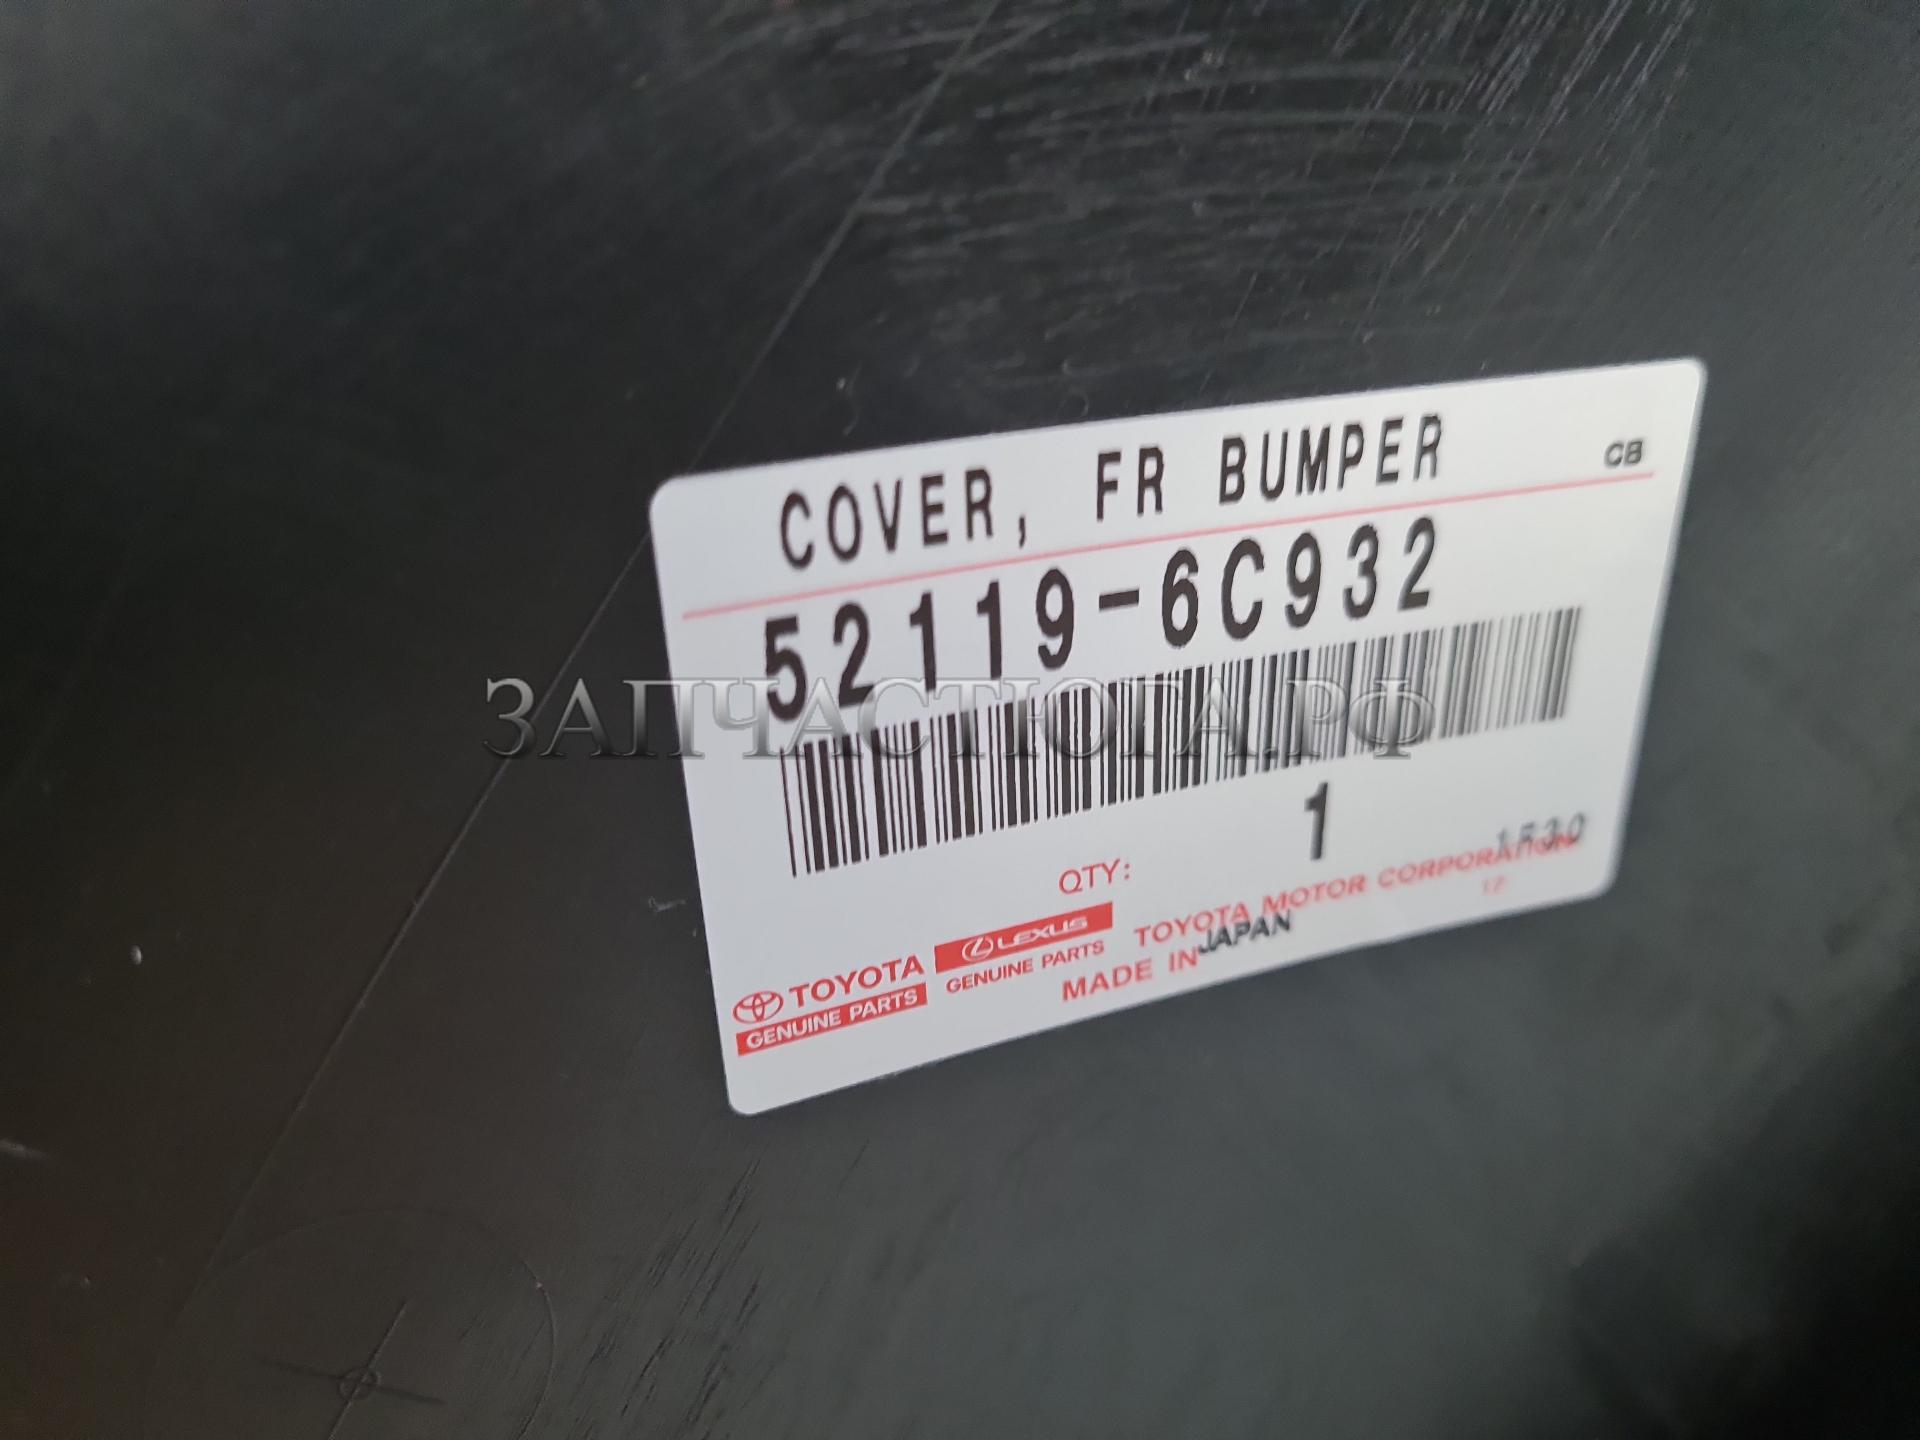 COVER, FR BUMPER
CB
52119-6C932
ЗАПЧАСТЮГА.РФ
QTY: 1
1530
TOYOTA
GENUINE PARTS
LEXUS
GENUINE PARTS
TOYOTA MOTOR CORPORATION
MADE IN JAPAN